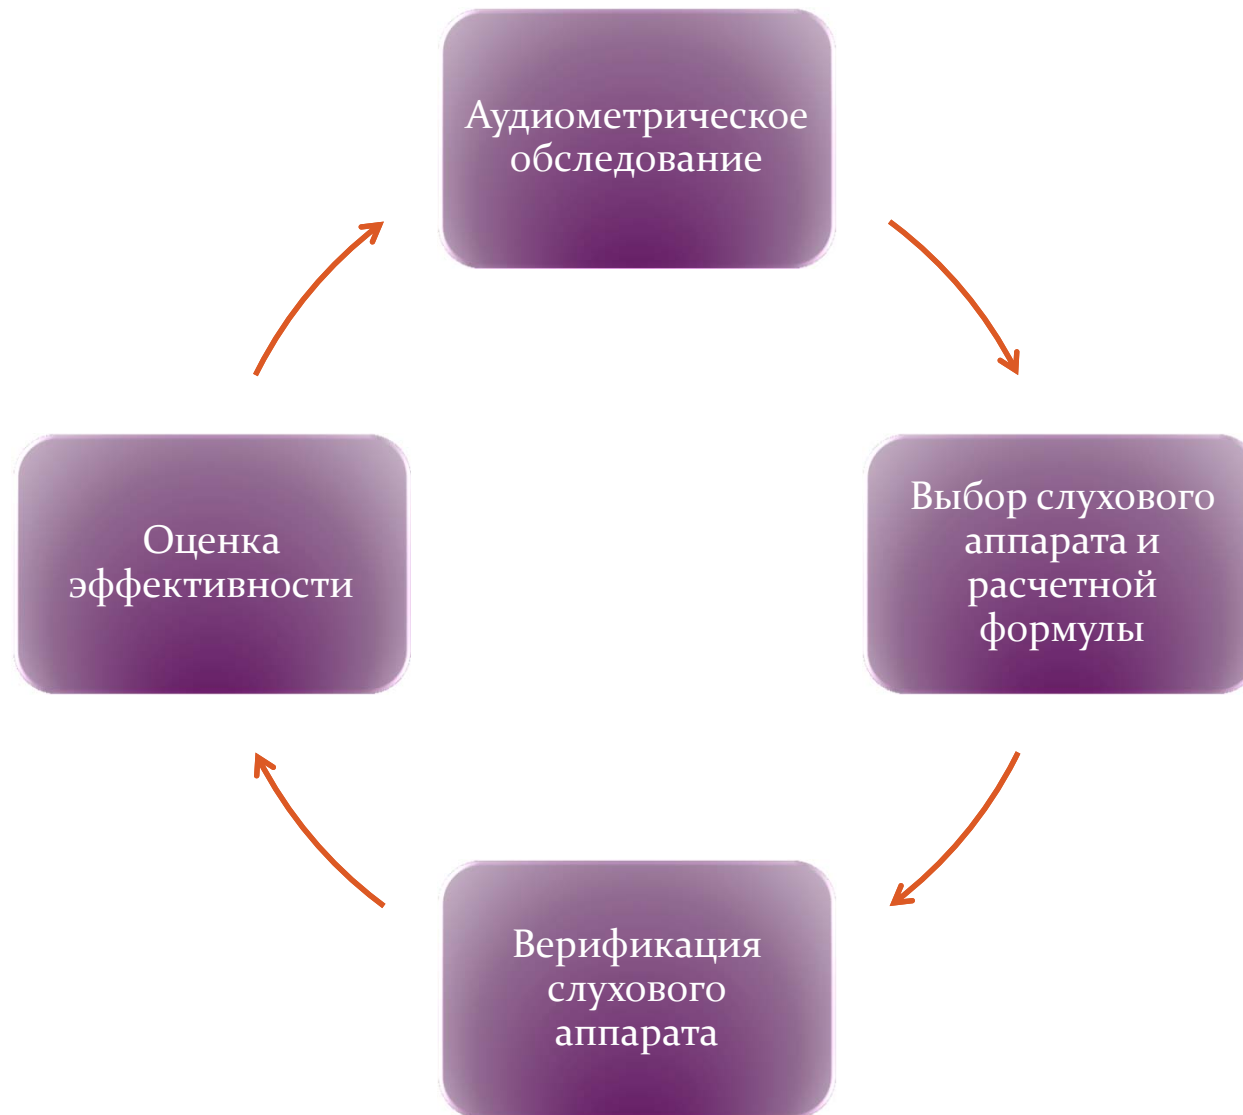 Аудиометрическое
обследование
Выбор слухового
аппарата и
расчетной
формулы
Верификация
слухового
аппарата
Оценка
эффективности